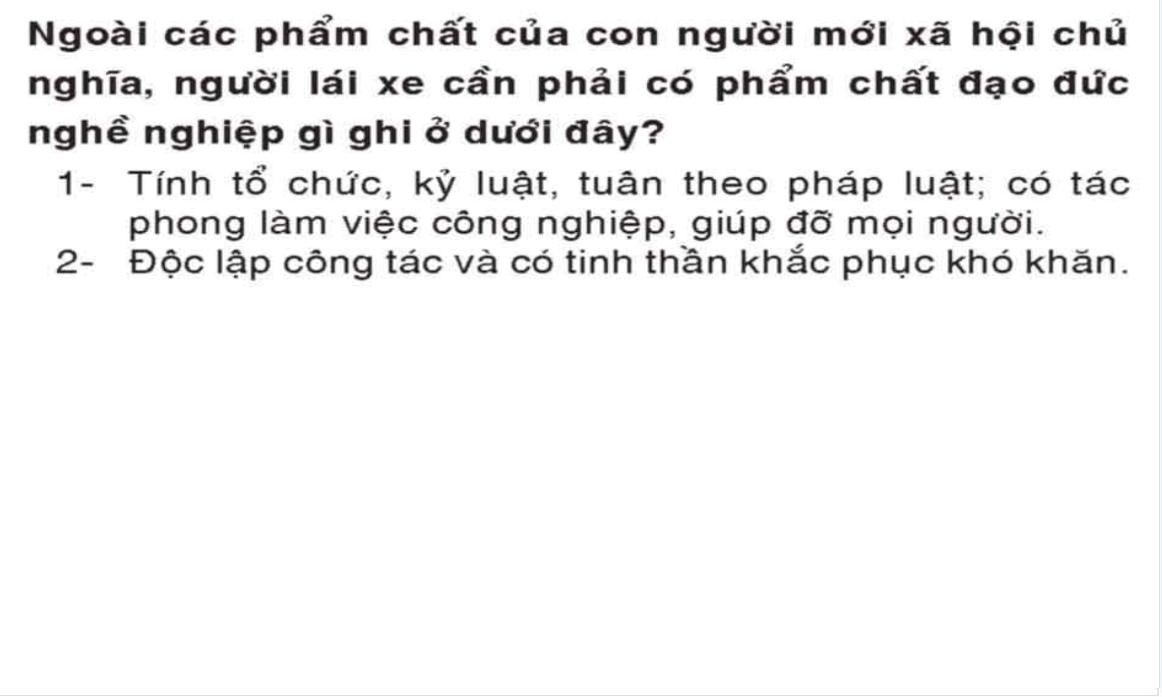 Ngoài các phẩm chất của con người mới xã hội chủ
nghĩa, người lái xe cần phải có phẩm chất đạo đức
nghề nghiệp gì ghi ở dưới đây?
1- Tính tổ chức, kỷ luật, tuân theo pháp luật; có tác
phong làm việc công nghiệp, giúp đỡ mọi người.
2- Độc lập công tác và có tinh thần khắc phục khó khăn.